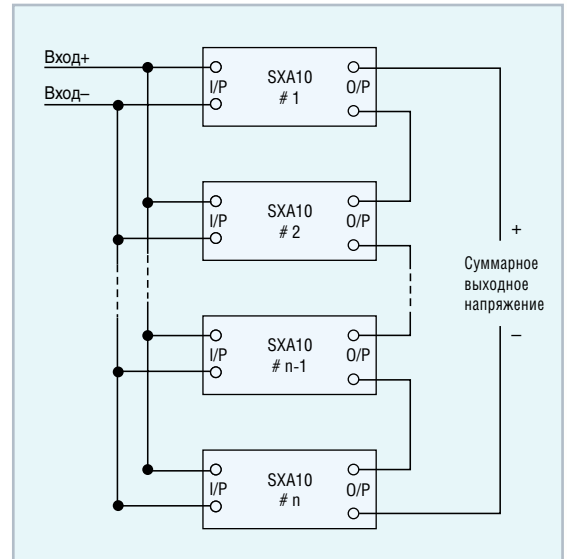 Вход+
Вход–
I/P
SXA10
# 1
O/P
I/P
SXA10
# 2
O/P
+
Суммарное
выходное
напряжение
–
I/P
SXA10
# n-1
O/P
I/P
SXA10
# n
O/P